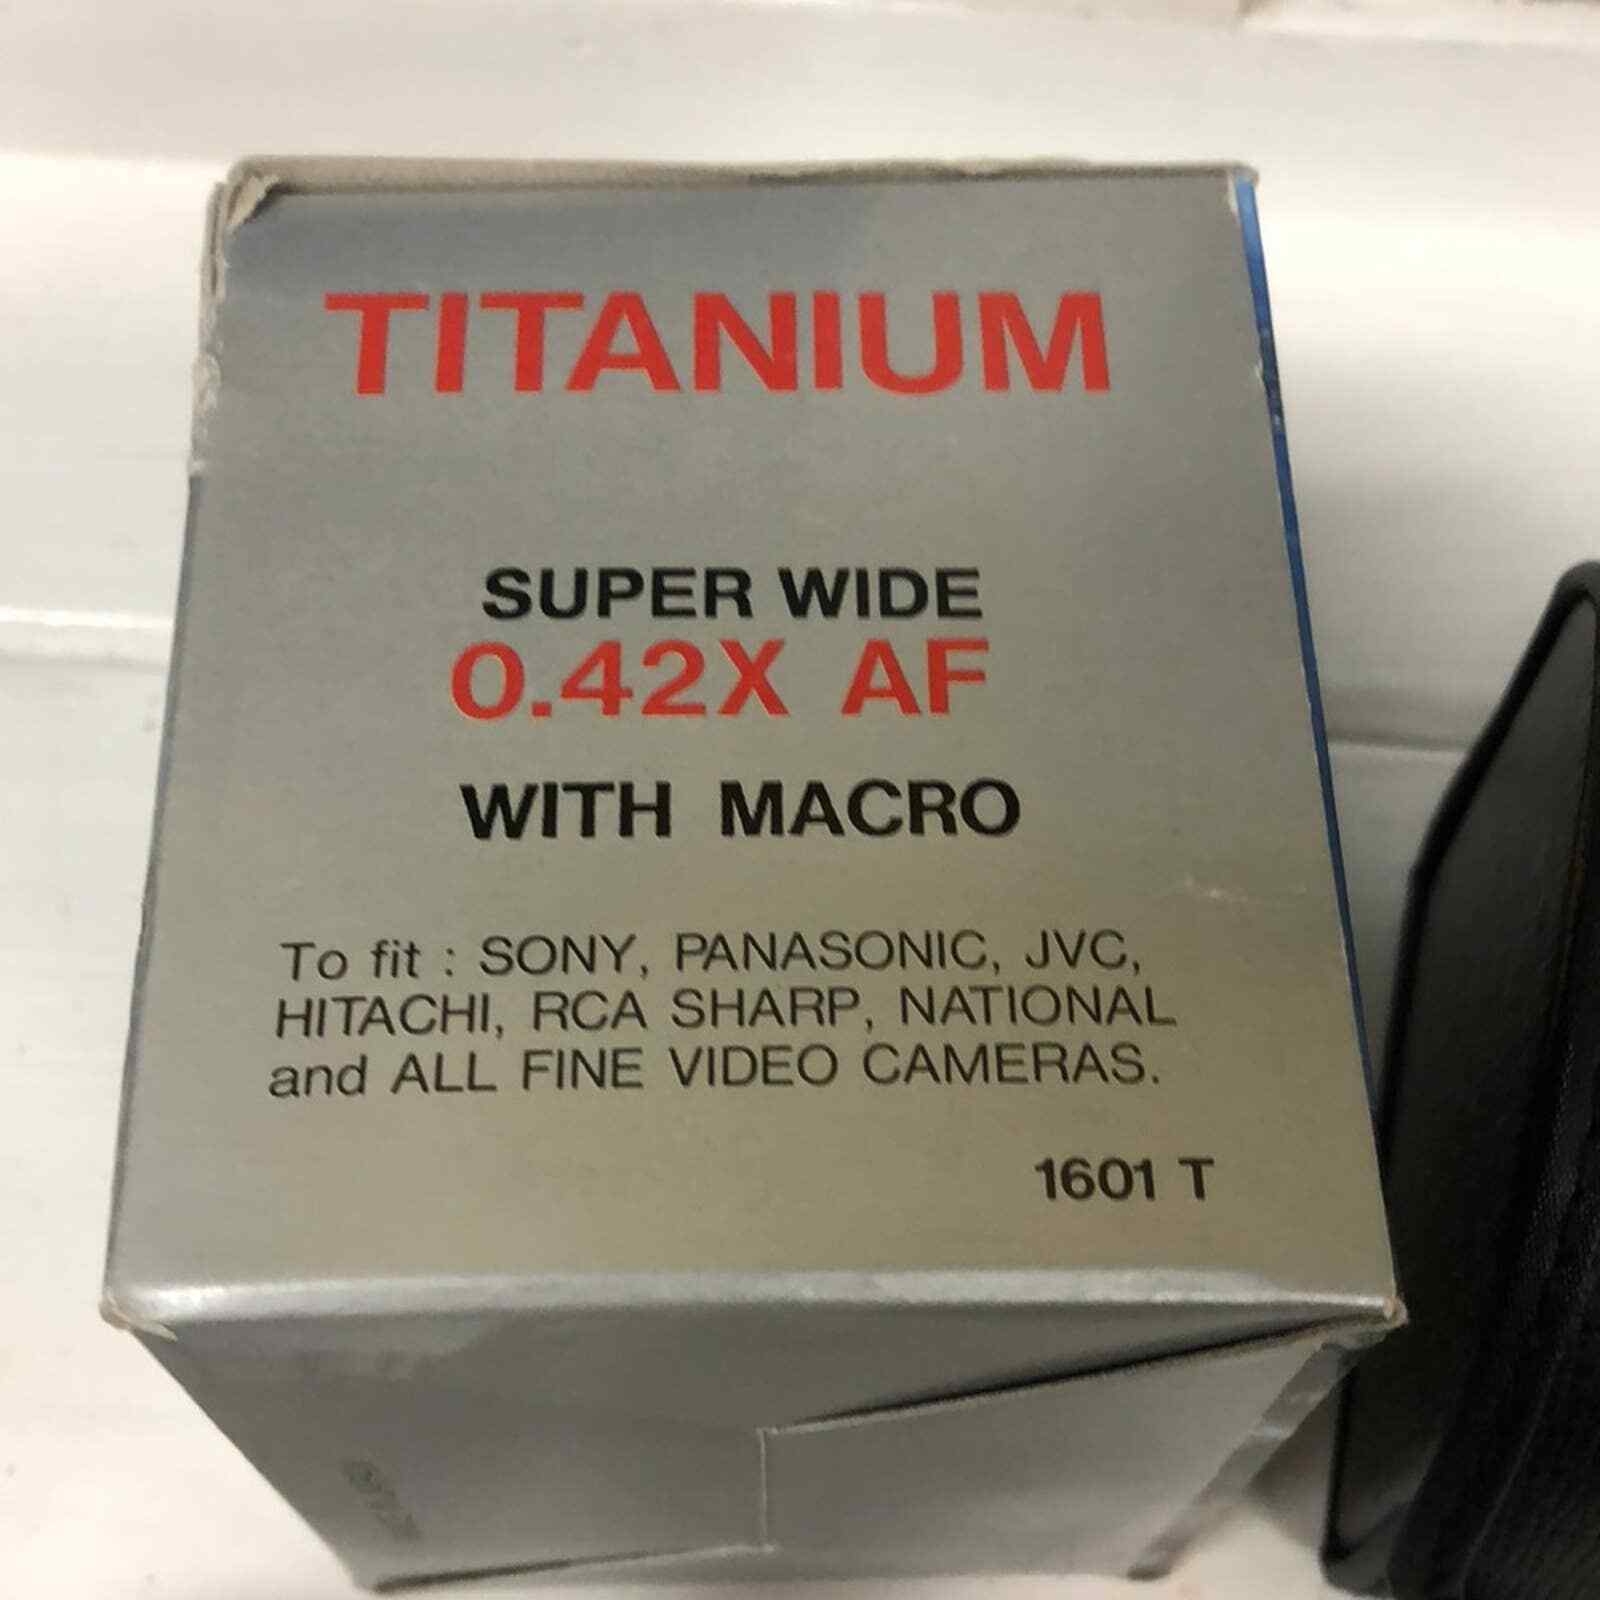 TITANIUM
SUPER WIDE
0.42X AF
WITH MACRO
To fit : SONY, PANASONIC, JVC,
HITACHI, RCA SHARP, NATIONAL
and ALL FINE VIDEO CAMERAS.
1601 T